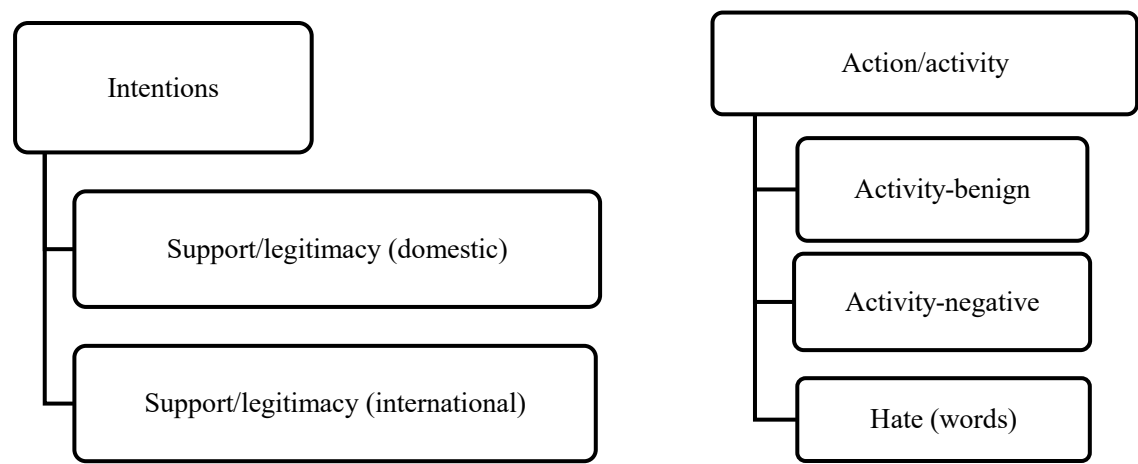 Intentions
Support/legitimacy (domestic)
Support/legitimacy (international)
Action/activity
Activity-benign
Activity-negative
Hate (words)